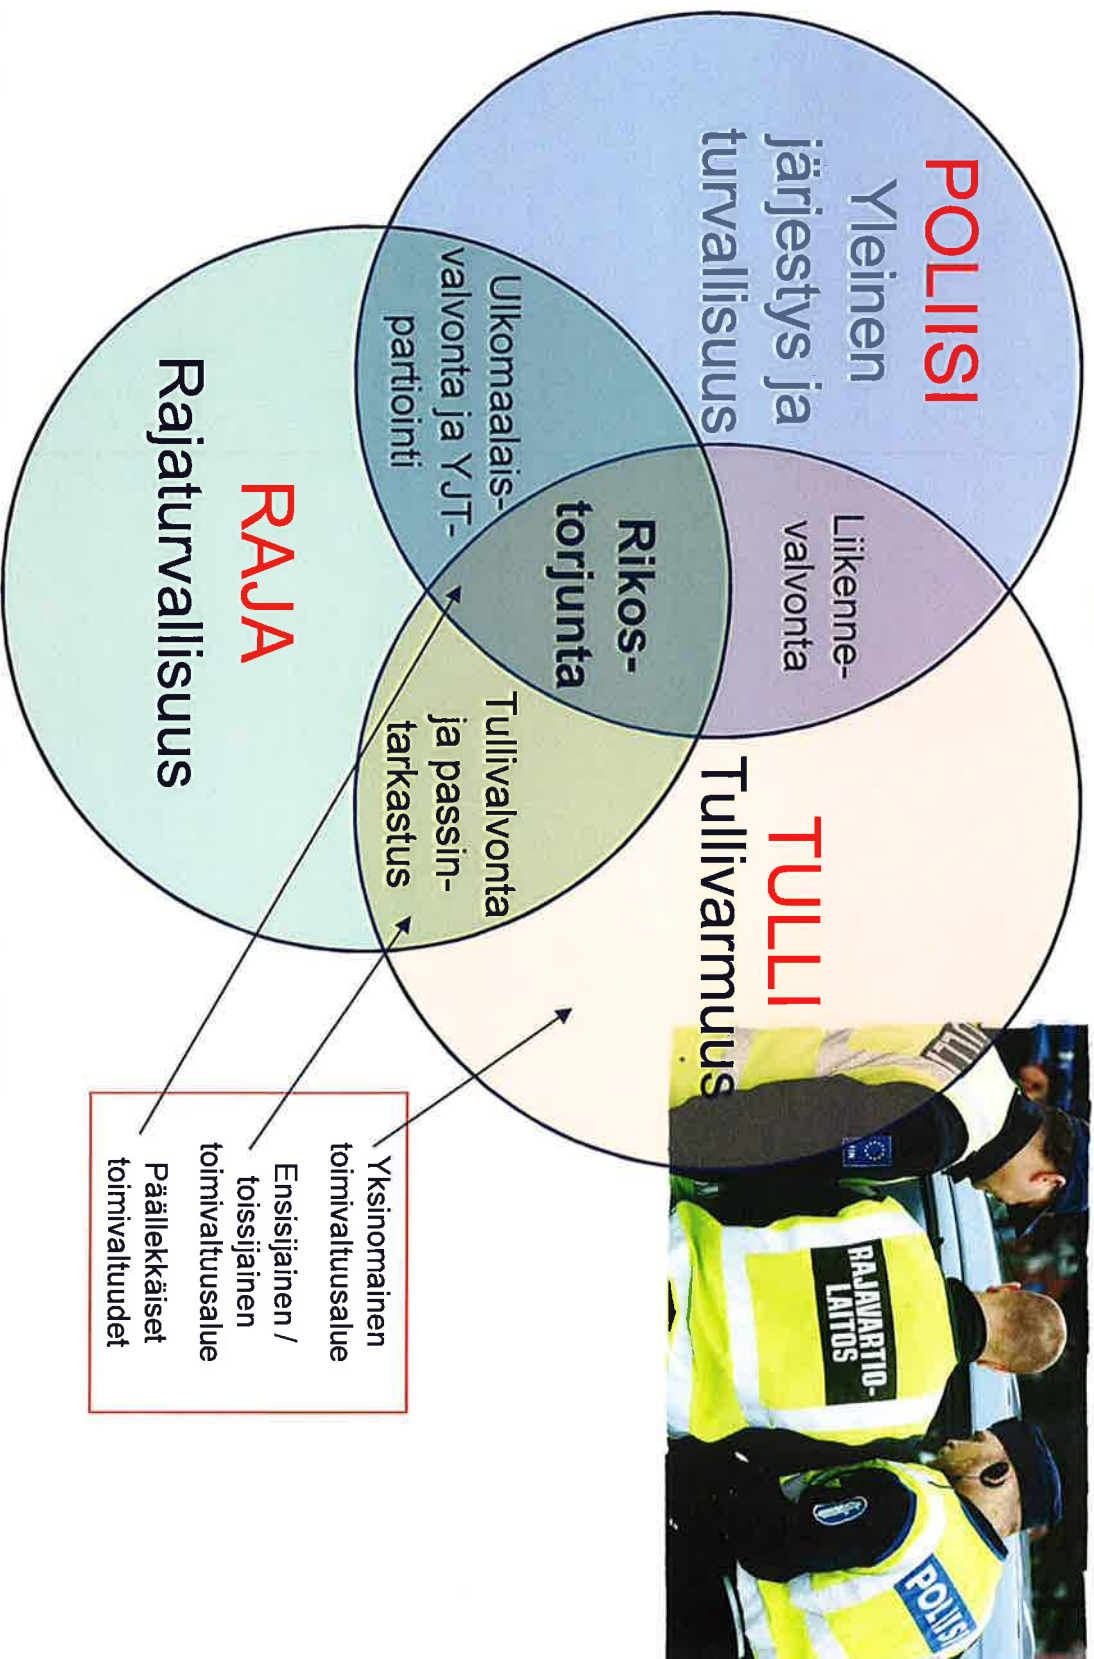 POLIISI
Yleinen
järjestys ja
turvallisuus
Liikenne-
valvonta
TULLI
Tullivarmuus
Ulkomaalais-
valvonta ja YJT-
partiointi
Rikos-
torjunta
Tullivalvonta
ja passin-
tarkastus
RAJA
Rajaturvallisuus
Yksinomainen
toimivaltuusalue
Ensisijainen /
toissijainen
toimivaltuusalue
Päällekkäiset
toimivaltuudet
RAJAVARTIO-
LAITOS
POLIISI
FIN